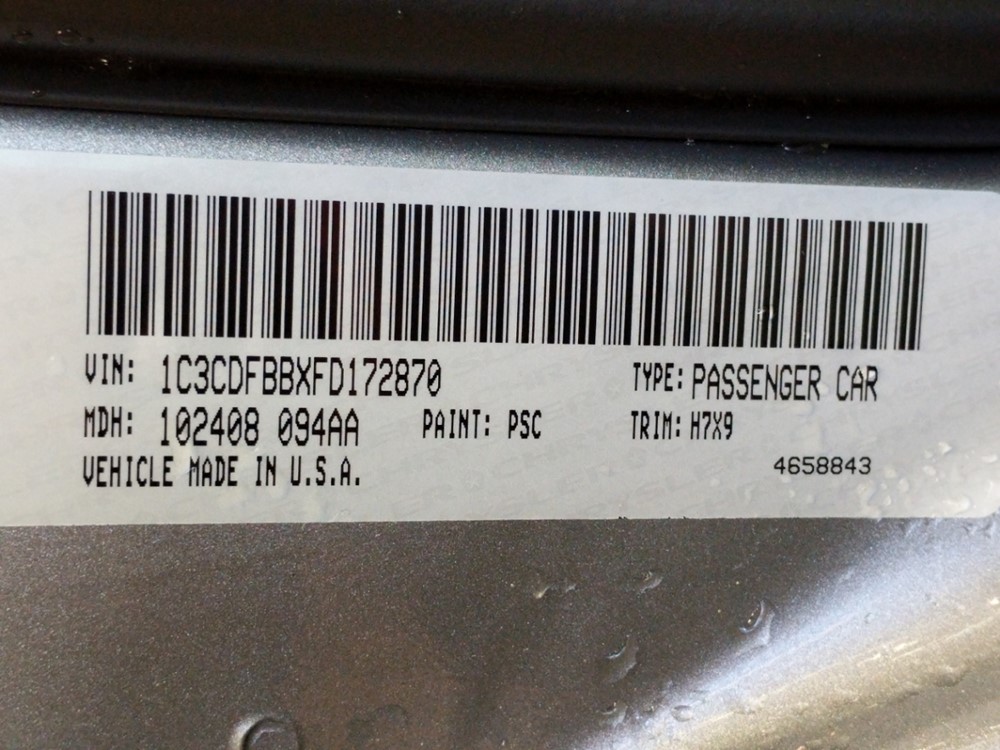 VIN: 1C3CDFBBXFD172870 TYPE: PASSENGER CAR
MDH: 102408 094AA PAINT: PSC TRIM: H7X9
VEHICLE MADE IN U.S.A. 4658843